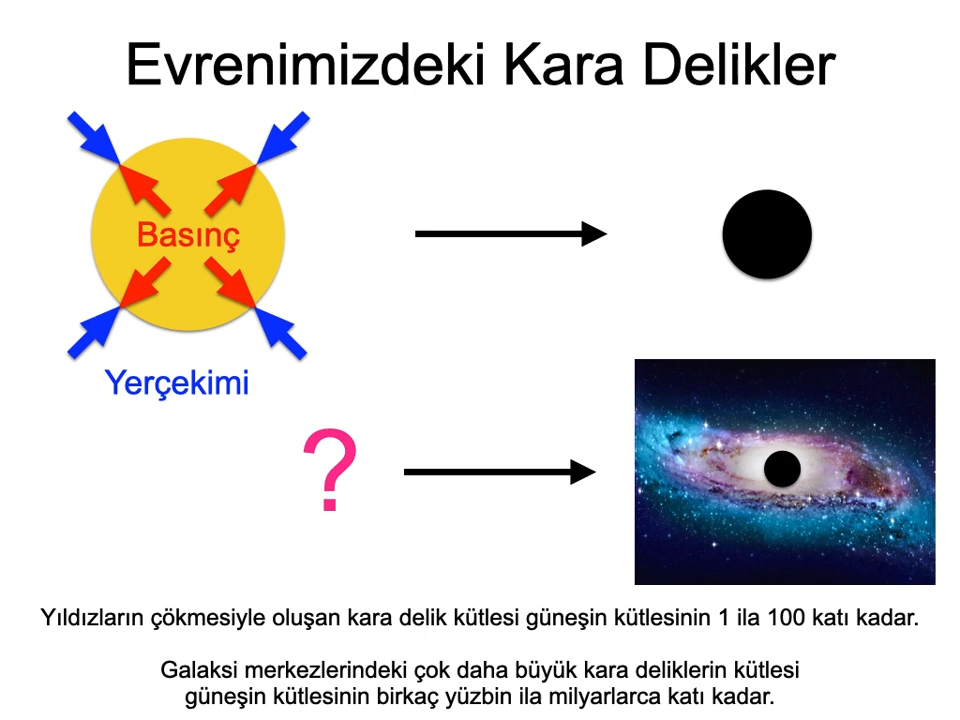 Evrenimizdeki Kara Delikler
Basınç
Yerçekimi
?
Yıldızların çökmesiyle oluşan kara delik kütlesi güneşin kütlesinin 1 ila 100 katı kadar.
Galaksi merkezlerindeki çok daha büyük kara deliklerin kütlesi
güneşin kütlesinin birkaç yüzbin ila milyarlarca katı kadar.